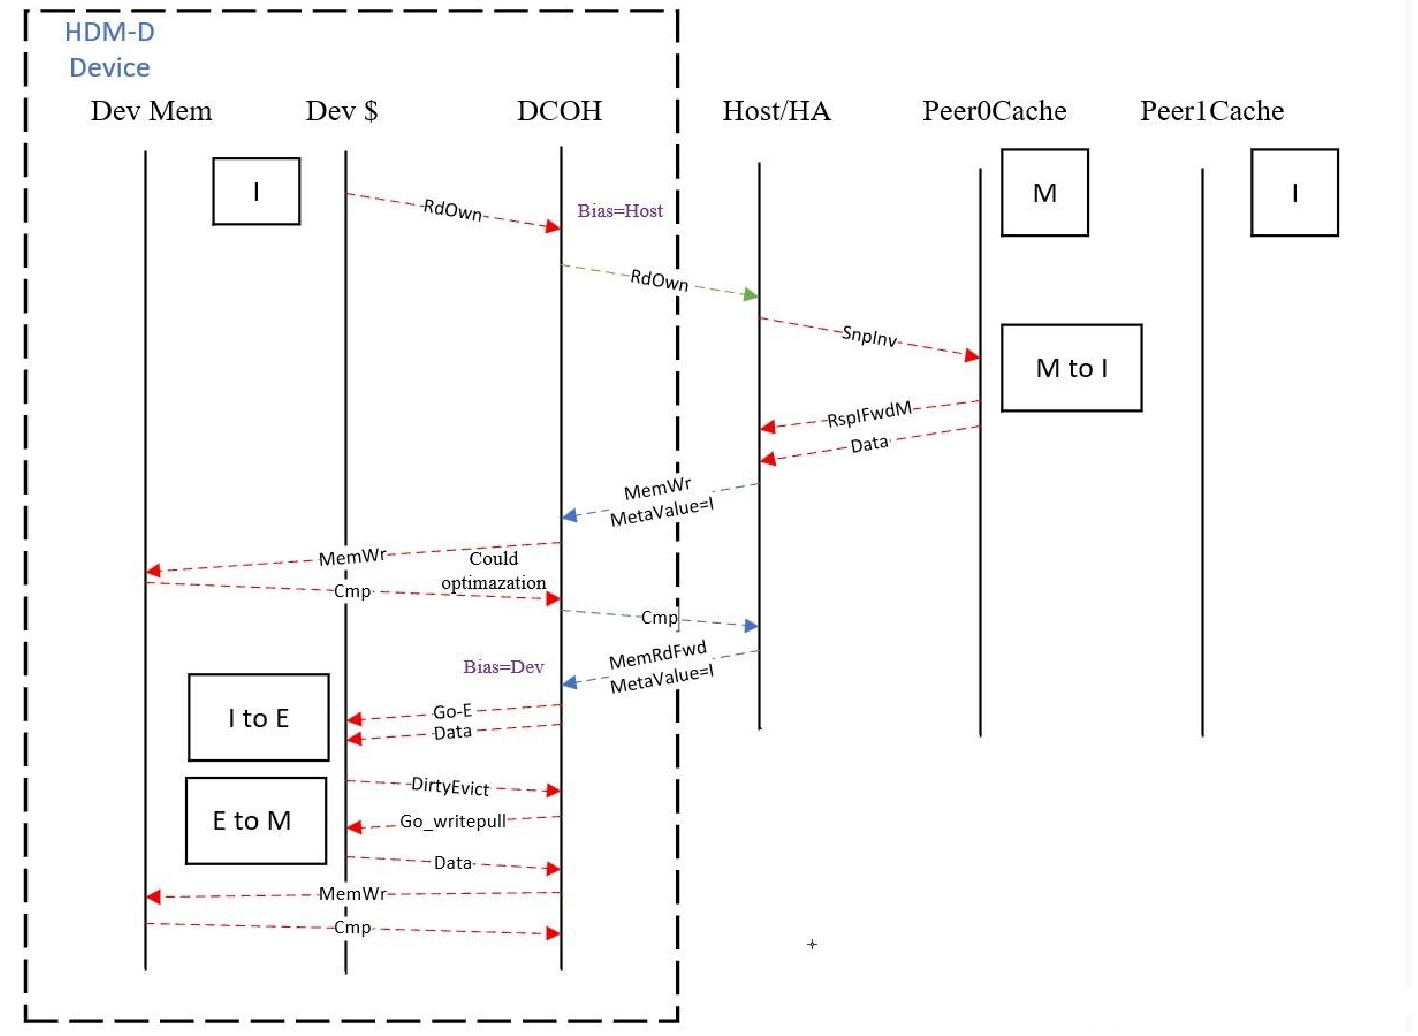 HDM-D
Device
Dev Mem
Dev $
DCOH
Host/HA
Peer0Cache
Peer1Cache
I
M
I
RdOwn
Bias=Host
RdOwn
SnpInv
M to I
RspIFwdM
Data
MemWr
MetaValue=I
MemWr
Could
optimazation
Cmp
Cmp
MemRdFwd
MetaValue=I
Bias=Dev
I to E
Go-E
Data
DirtyEvict
E to M
Go_writepull
Data
MemWr
Cmp